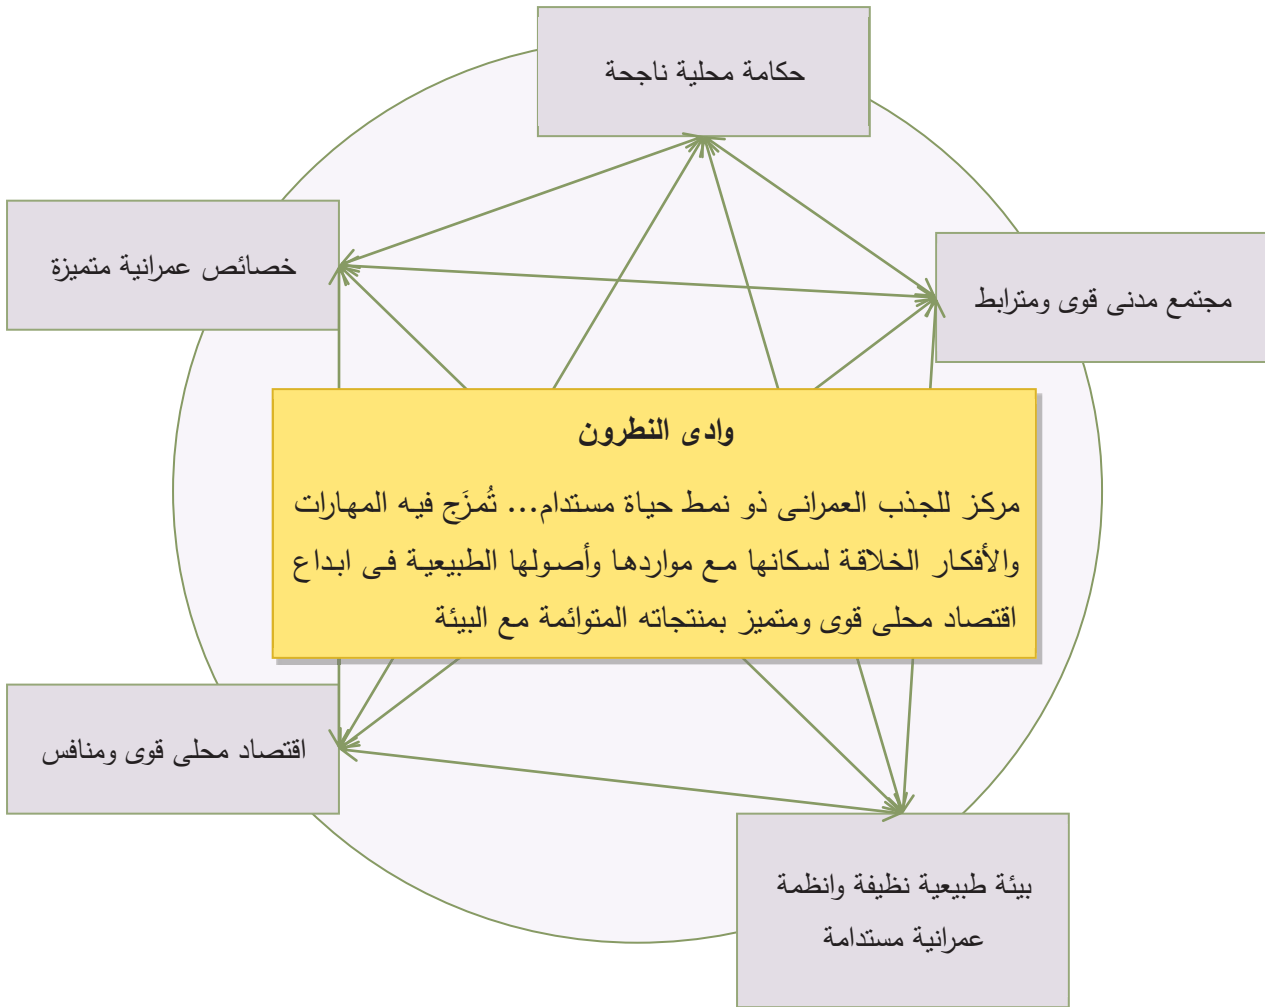 حكامة محلية ناجحة
خصائص عمرانية متميزة
مجتمع مدنى قوى ومترابط
وادى النطرون
مركز للجذب العمرانى ذو نمط حياة مستدام... تُمزَج فيه المهارات
والأفكار الخلاقة لسكانها مع مواردها وأصولها الطبيعية فى ابداع
اقتصاد محلى قوى ومتميز بمنتجاته المتوائمة مع البيئة
اقتصاد محلى قوى ومنافس
بيئة طبيعية نظيفة وانظمة
عمرانية مستدامة